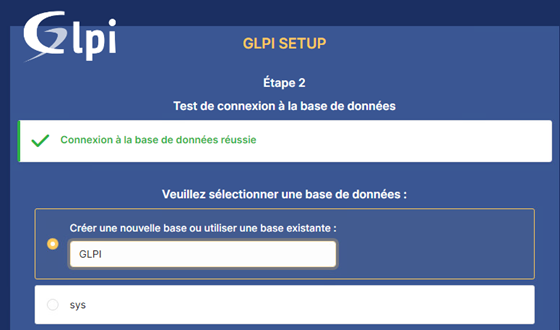 Glpi
GLPI SETUP
Étape 2
Test de connexion à la base de données
Connexion à la base de données réussie
Veuillez sélectionner une base de données :
Créer une nouvelle base ou utiliser une base existante :
GLPI
sys